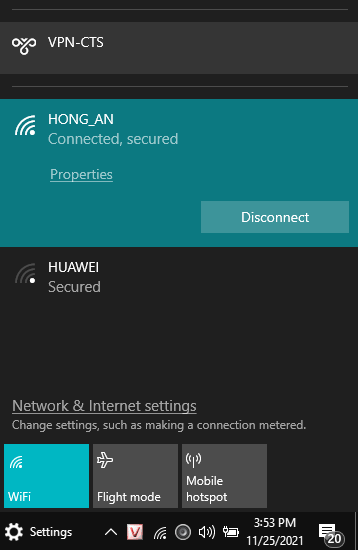 VPN-CTS
HONG_AN
Connected, secured
Properties
Disconnect
HUAWEI
Secured
Network & Internet settings
Change settings, such as making a connection metered.
WiFi
Flight mode
Mobile
hotspot
Settings
V
3:53 PM
11/25/2021
20